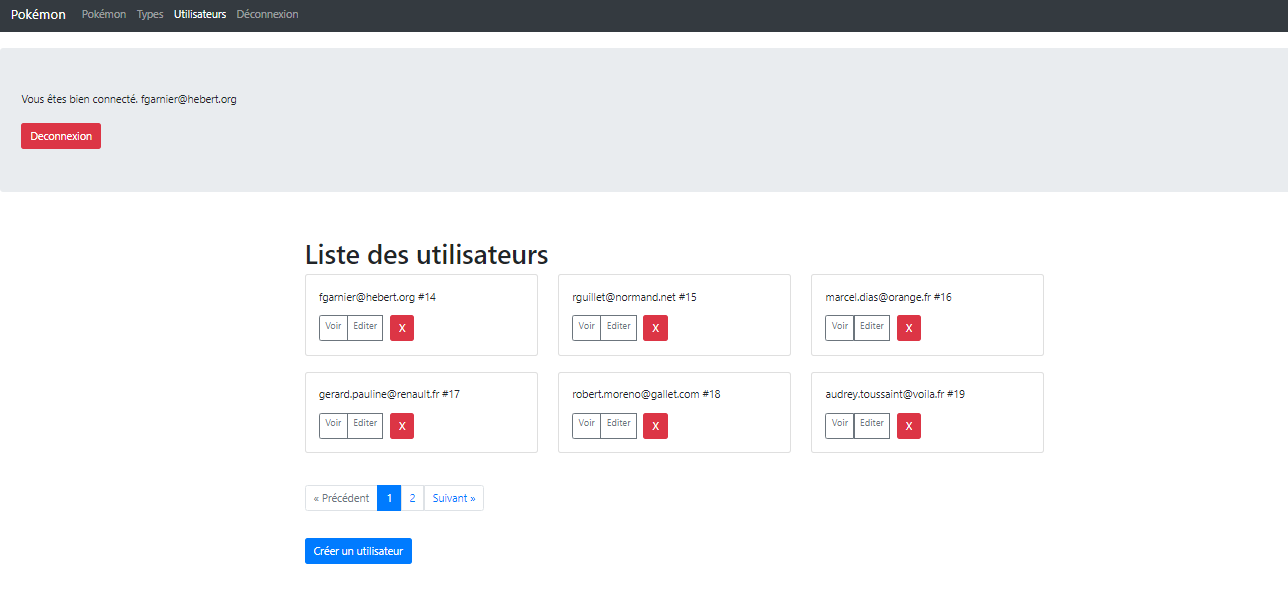 Pokémon Pokémon Types Utilisateurs Déconnexion
Vous êtes bien connecté. fgarnier@hebert.org
Deconnexion
Liste des utilisateurs
fgarnier@hebert.org #14
Voir Editer X
rguillet@normand.net #15
Voir Editer X
marcel.dias@orange.fr #16
Voir Editer X
gerard.pauline@renault.fr #17
Voir Editer X
robert.moreno@gallet.com #18
Voir Editer X
audrey.toussaint@voila.fr #19
Voir Editer X
« Précédent 1 2 Suivant »
Créer un utilisateur